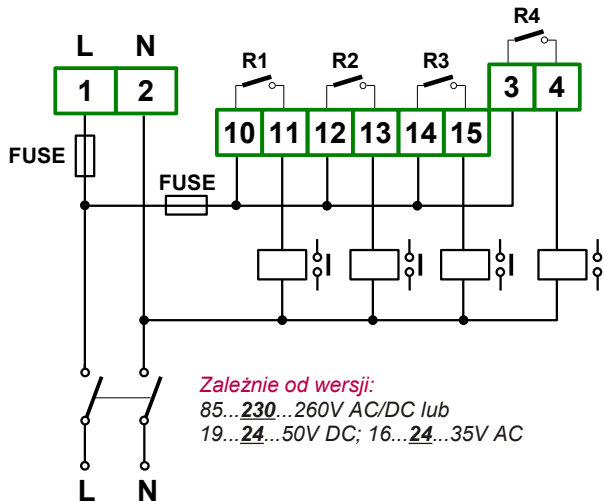 R4
L N
R1 R2 R3
1 2
3 4
10 11 12 13 14 15
FUSE
FUSE
Zależnie od wersji:
85...230...260V AC/DC lub
19...24...50V DC; 16...24...35V AC
L N